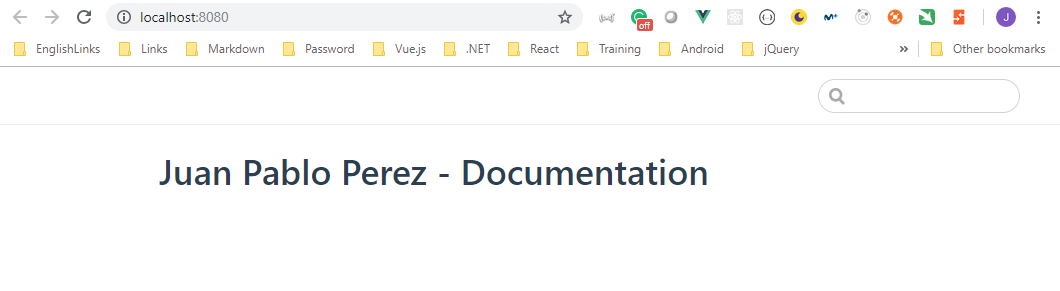 localhost:8080
off
J
EnglishLinks Links Markdown Password Vue.js .NET React Training Android jQuery » Other bookmarks
Juan Pablo Perez - Documentation